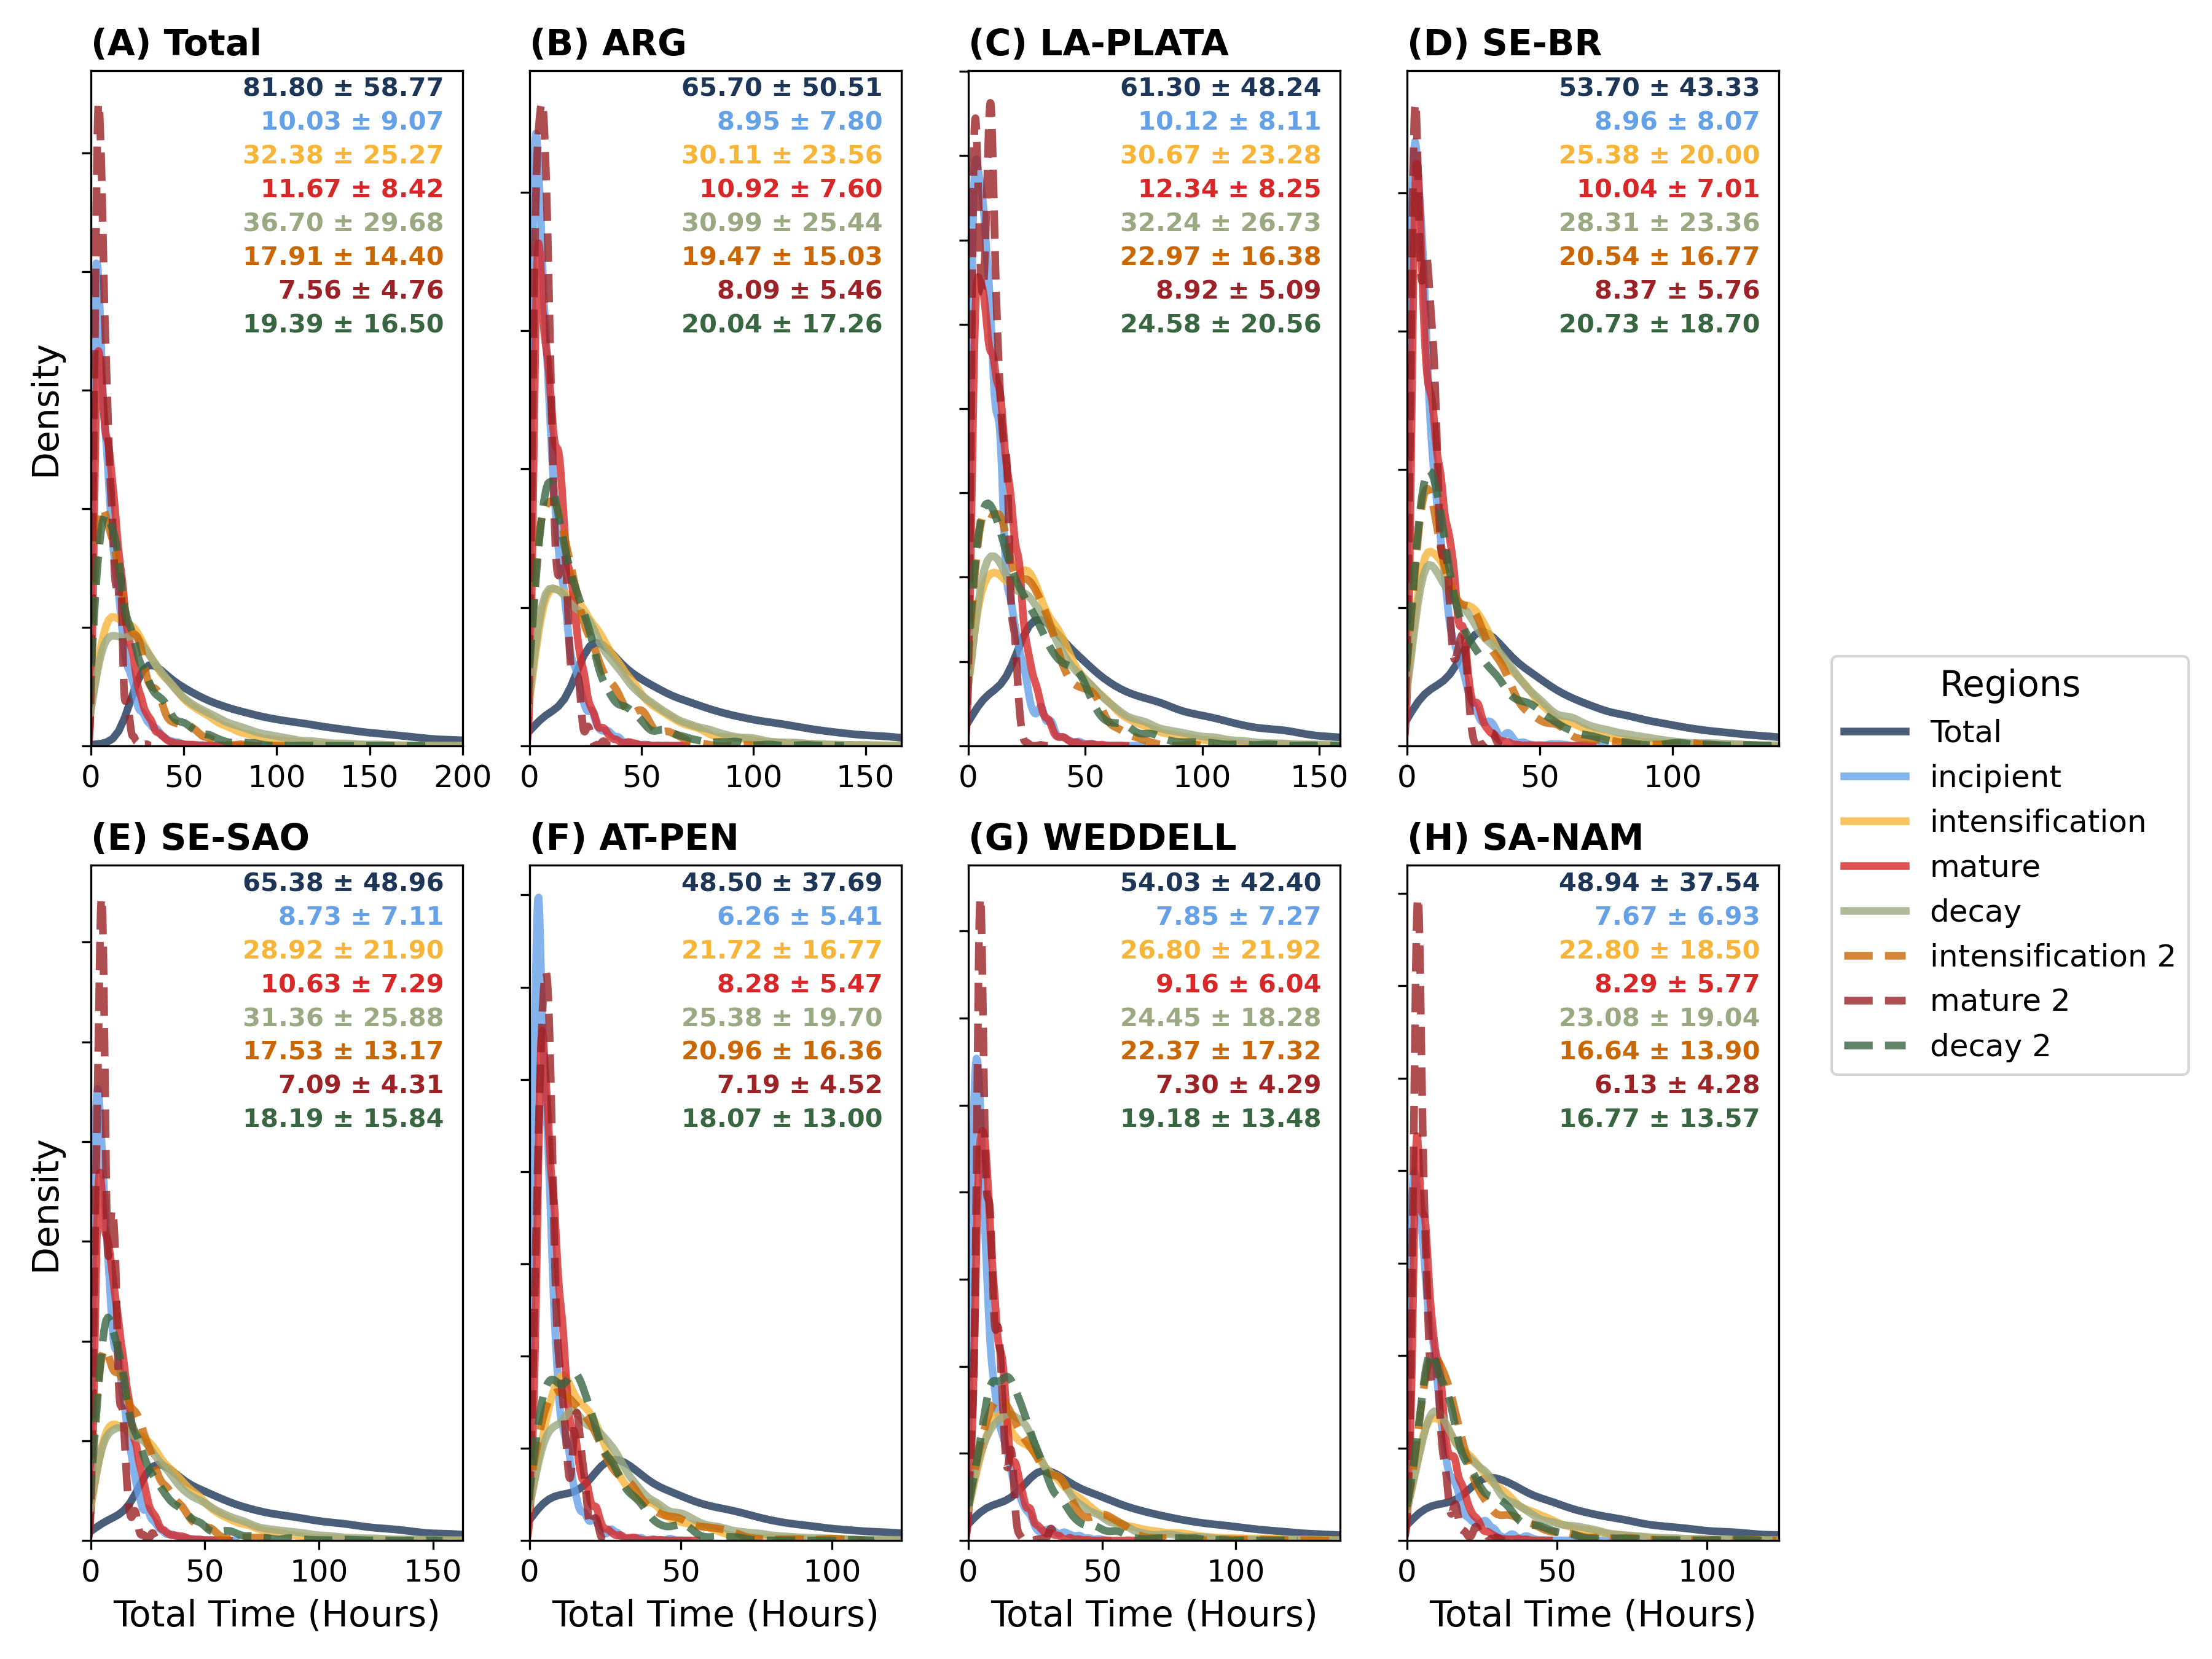 (A) Total
81.80 ± 58.77
10.03 ± 9.07
32.38 ± 25.27
11.67 ± 8.42
36.70 ± 29.68
17.91 ± 14.40
7.56 ± 4.76
19.39 ± 16.50
Density
0 50 100 150 200
(B) ARG
65.70 ± 50.51
8.95 ± 7.80
30.11 ± 23.56
10.92 ± 7.60
30.99 ± 25.44
19.47 ± 15.03
8.09 ± 5.46
20.04 ± 17.26
0 50 100 150
(C) LA-PLATA
61.30 ± 48.24
10.12 ± 8.11
30.67 ± 23.28
12.34 ± 8.25
32.24 ± 26.73
22.97 ± 16.38
8.92 ± 5.09
24.58 ± 20.56
0 50 100 150
(D) SE-BR
53.70 ± 43.33
8.96 ± 8.07
25.38 ± 20.00
10.04 ± 7.01
28.31 ± 23.36
20.54 ± 16.77
8.37 ± 5.76
20.73 ± 18.70
0 50 100
(E) SE-SAO
65.38 ± 48.96
8.73 ± 7.11
28.92 ± 21.90
10.63 ± 7.29
31.36 ± 25.88
17.53 ± 13.17
7.09 ± 4.31
18.19 ± 15.84
Density
0 50 100 150
Total Time (Hours)
(F) AT-PEN
48.50 ± 37.69
6.26 ± 5.41
21.72 ± 16.77
8.28 ± 5.47
25.38 ± 19.70
20.96 ± 16.36
7.19 ± 4.52
18.07 ± 13.00
0 50 100
Total Time (Hours)
(G) WEDDELL
54.03 ± 42.40
7.85 ± 7.27
26.80 ± 21.92
9.16 ± 6.04
24.45 ± 18.28
22.37 ± 17.32
7.30 ± 4.29
19.18 ± 13.48
0 50 100
Total Time (Hours)
(H) SA-NAM
48.94 ± 37.54
7.67 ± 6.93
22.80 ± 18.50
8.29 ± 5.77
23.08 ± 19.04
16.64 ± 13.90
6.13 ± 4.28
16.77 ± 13.57
0 50 100
Total Time (Hours)
Regions
Total
incipient
intensification
mature
decay
intensification 2
mature 2
decay 2